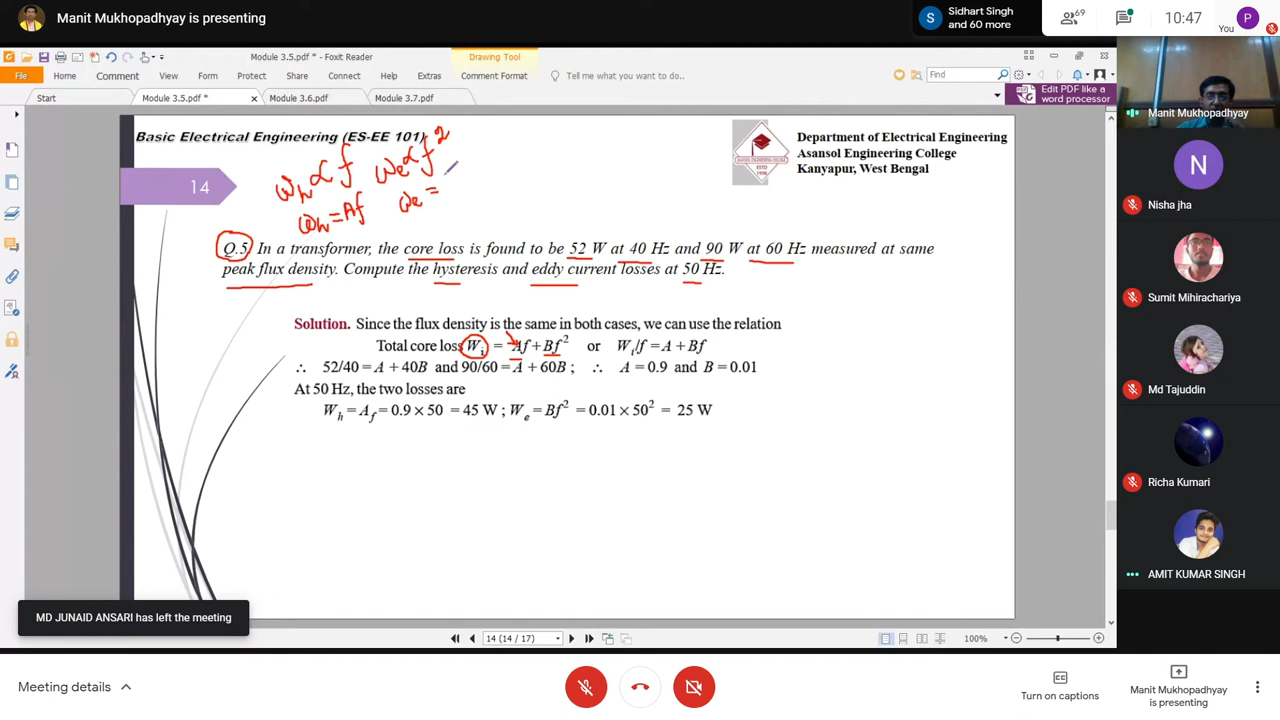 Manit Mukhopadhyay is presenting
Sidhart Singh
and 60 more
69
10:47
You
P
Module 3.5.pdf * - Foxit Reader
Drawing Tool
File
Home
Comment
View
Form
Protect
Share
Connect
Help
Extras
Comment Format
Tell me what you want to do..
Find
Start
Module 3.5.pdf *
Module 3.6.pdf
Module 3.7.pdf
Edit PDF like a
word processor
Manit Mukhopadhyay
Basic Electrical Engineering (ES-EE 101)
Department of Electrical Engineering
Asansol Engineering College
Kanyapur, West Bengal
14
Wh ∝ f We ∝ f²
Wh = Af We =
Q.5 In a transformer, the core loss is found to be 52 W at 40 Hz and 90 W at 60 Hz measured at same
peak flux density. Compute the hysteresis and eddy current losses at 50 Hz.
Solution. Since the flux density is the same in both cases, we can use the relation
Total core loss Wi = Af + Bf² or Wi/f = A + Bf
∴ 52/40 = A + 40B and 90/60 = A + 60B ; ∴ A = 0.9 and B = 0.01
At 50 Hz, the two losses are
Wh = Af = 0.9 × 50 = 45 W ; We = Bf² = 0.01 × 50² = 25 W
N
Nisha jha
Sumit Mihirachariya
Md Tajuddin
Richa Kumari
AMIT KUMAR SINGH
MD JUNAID ANSARI has left the meeting
14 (14 / 17)
100%
Meeting details
Turn on captions
Manit Mukhopadhyay
is presenting